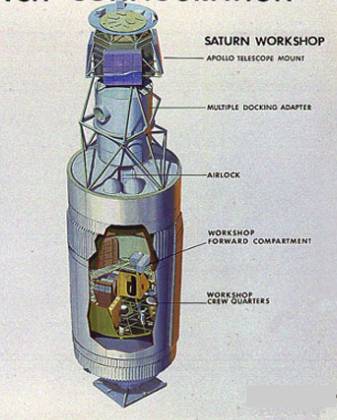 SATURN WORKSHOP
APOLLO TELESCOPE MOUNT
MULTIPLE DOCKING ADAPTER
AIRLOCK
WORKSHOP
FORWARD COMPARTMENT
WORKSHOP
CREW QUARTERS